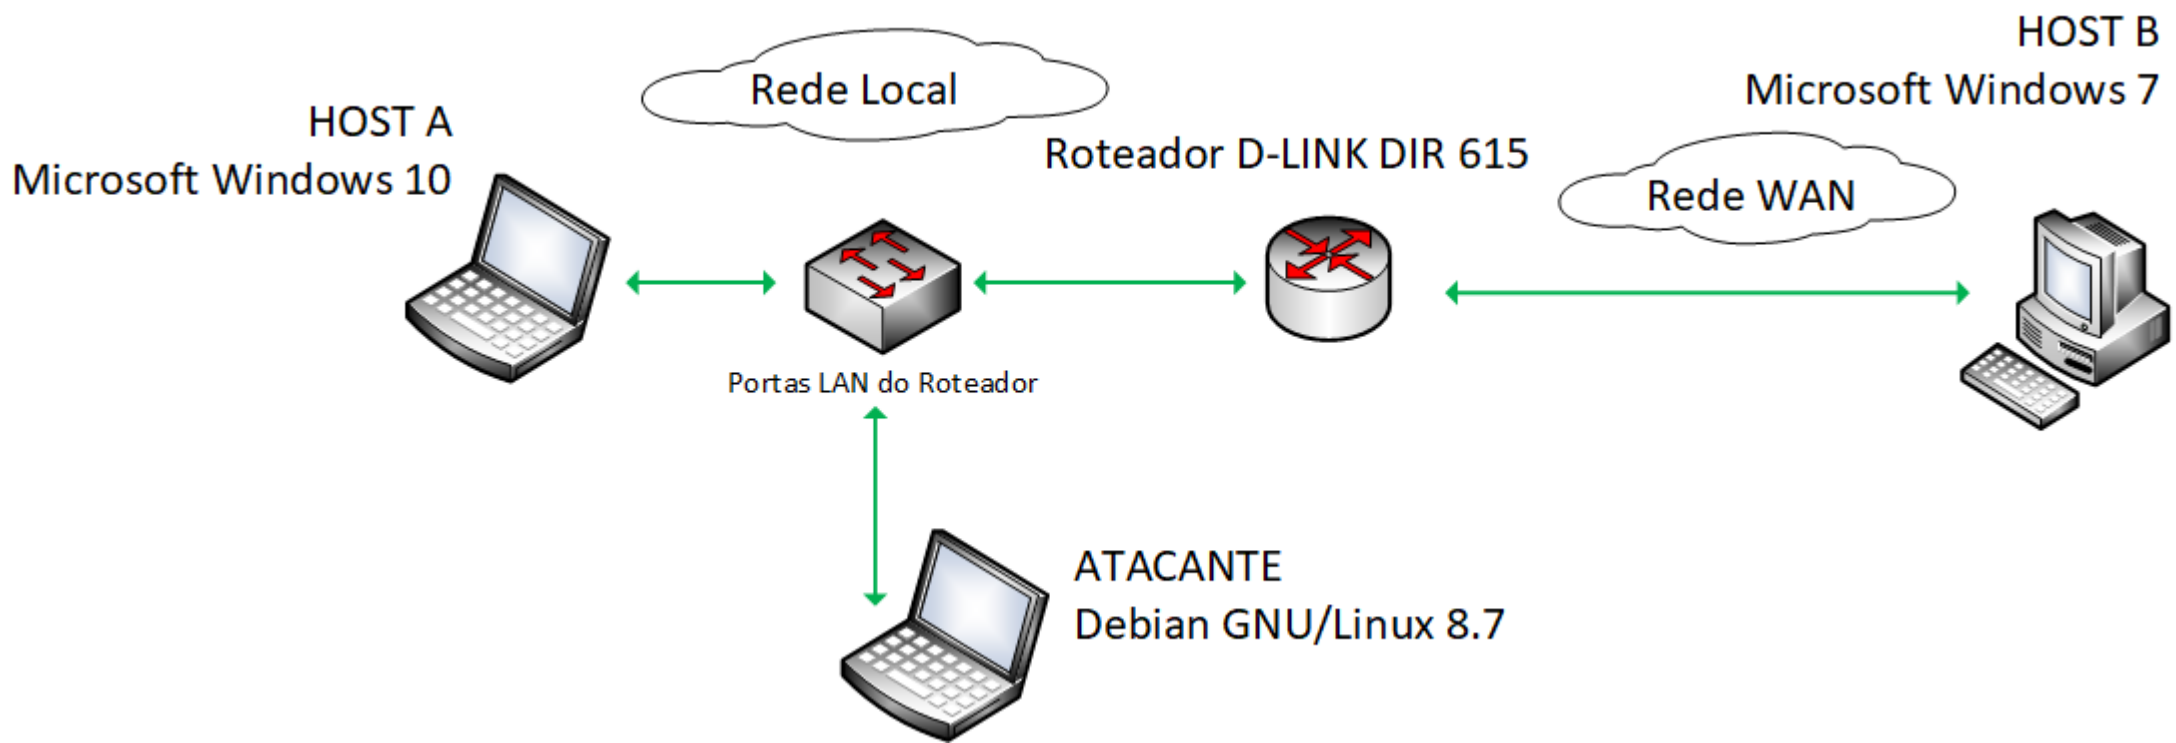 HOST B
Microsoft Windows 7
Rede Local
HOST A
Microsoft Windows 10
Roteador D-LINK DIR 615
Rede WAN
Portas LAN do Roteador
ATACANTE
Debian GNU/Linux 8.7